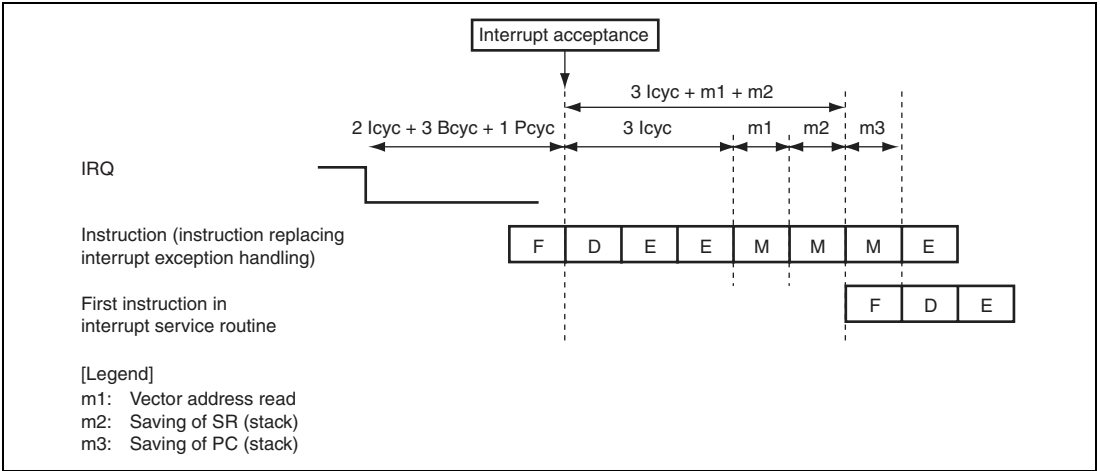 Interrupt acceptance
3 Icyc + m1 + m2
2 Icyc + 3 Bcyc + 1 Pcyc
3 Icyc
m1
m2
m3
IRQ
Instruction (instruction replacing
interrupt exception handling)
F D E E M M M E
First instruction in
interrupt service routine
F D E
[Legend]
m1: Vector address read
m2: Saving of SR (stack)
m3: Saving of PC (stack)